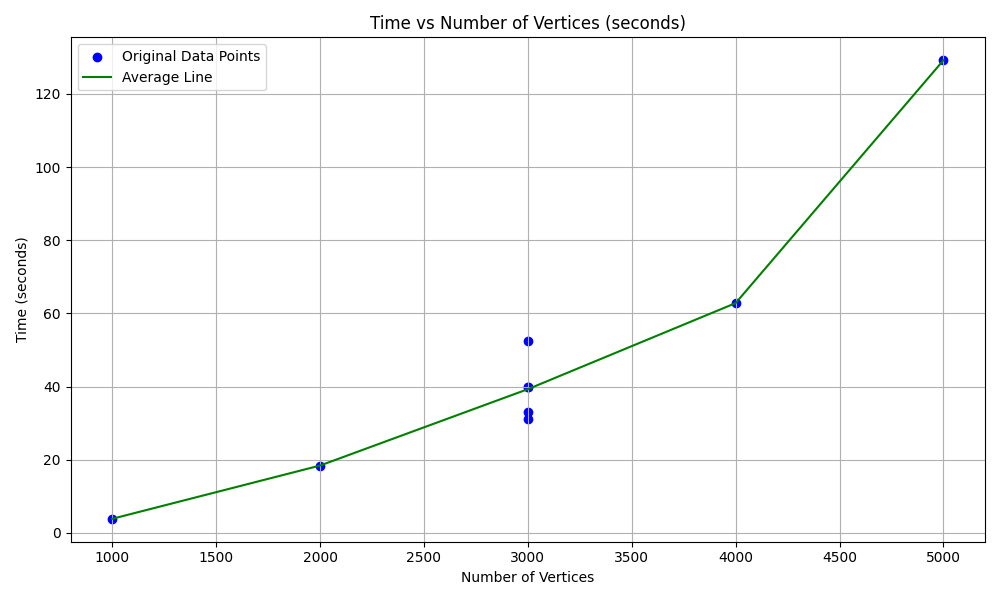 Time vs Number of Vertices (seconds)
Original Data Points
Average Line
Time (seconds)
120
100
80
60
40
20
0
1000 1500 2000 2500 3000 3500 4000 4500 5000
Number of Vertices